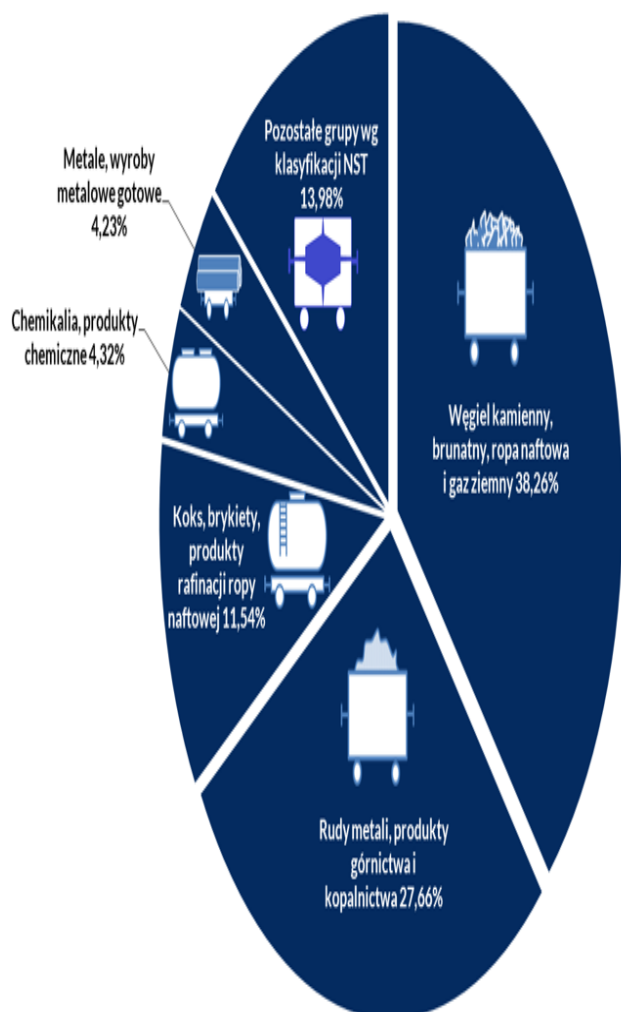 Pozostałe grupy wg
klasyfikacji NST
13,98%
Metale, wyroby
metalowe gotowe
4,23%
Chemikalia, produkty
chemiczne 4,32%
Węgiel kamienny,
brunatny, ropa naftowa
i gaz ziemny 38,26%
Koks, brykiety,
produkty
rafinacji ropy
naftowej 11,54%
Rudy metali, produkty
górnictwa i
kopalnictwa 27,66%